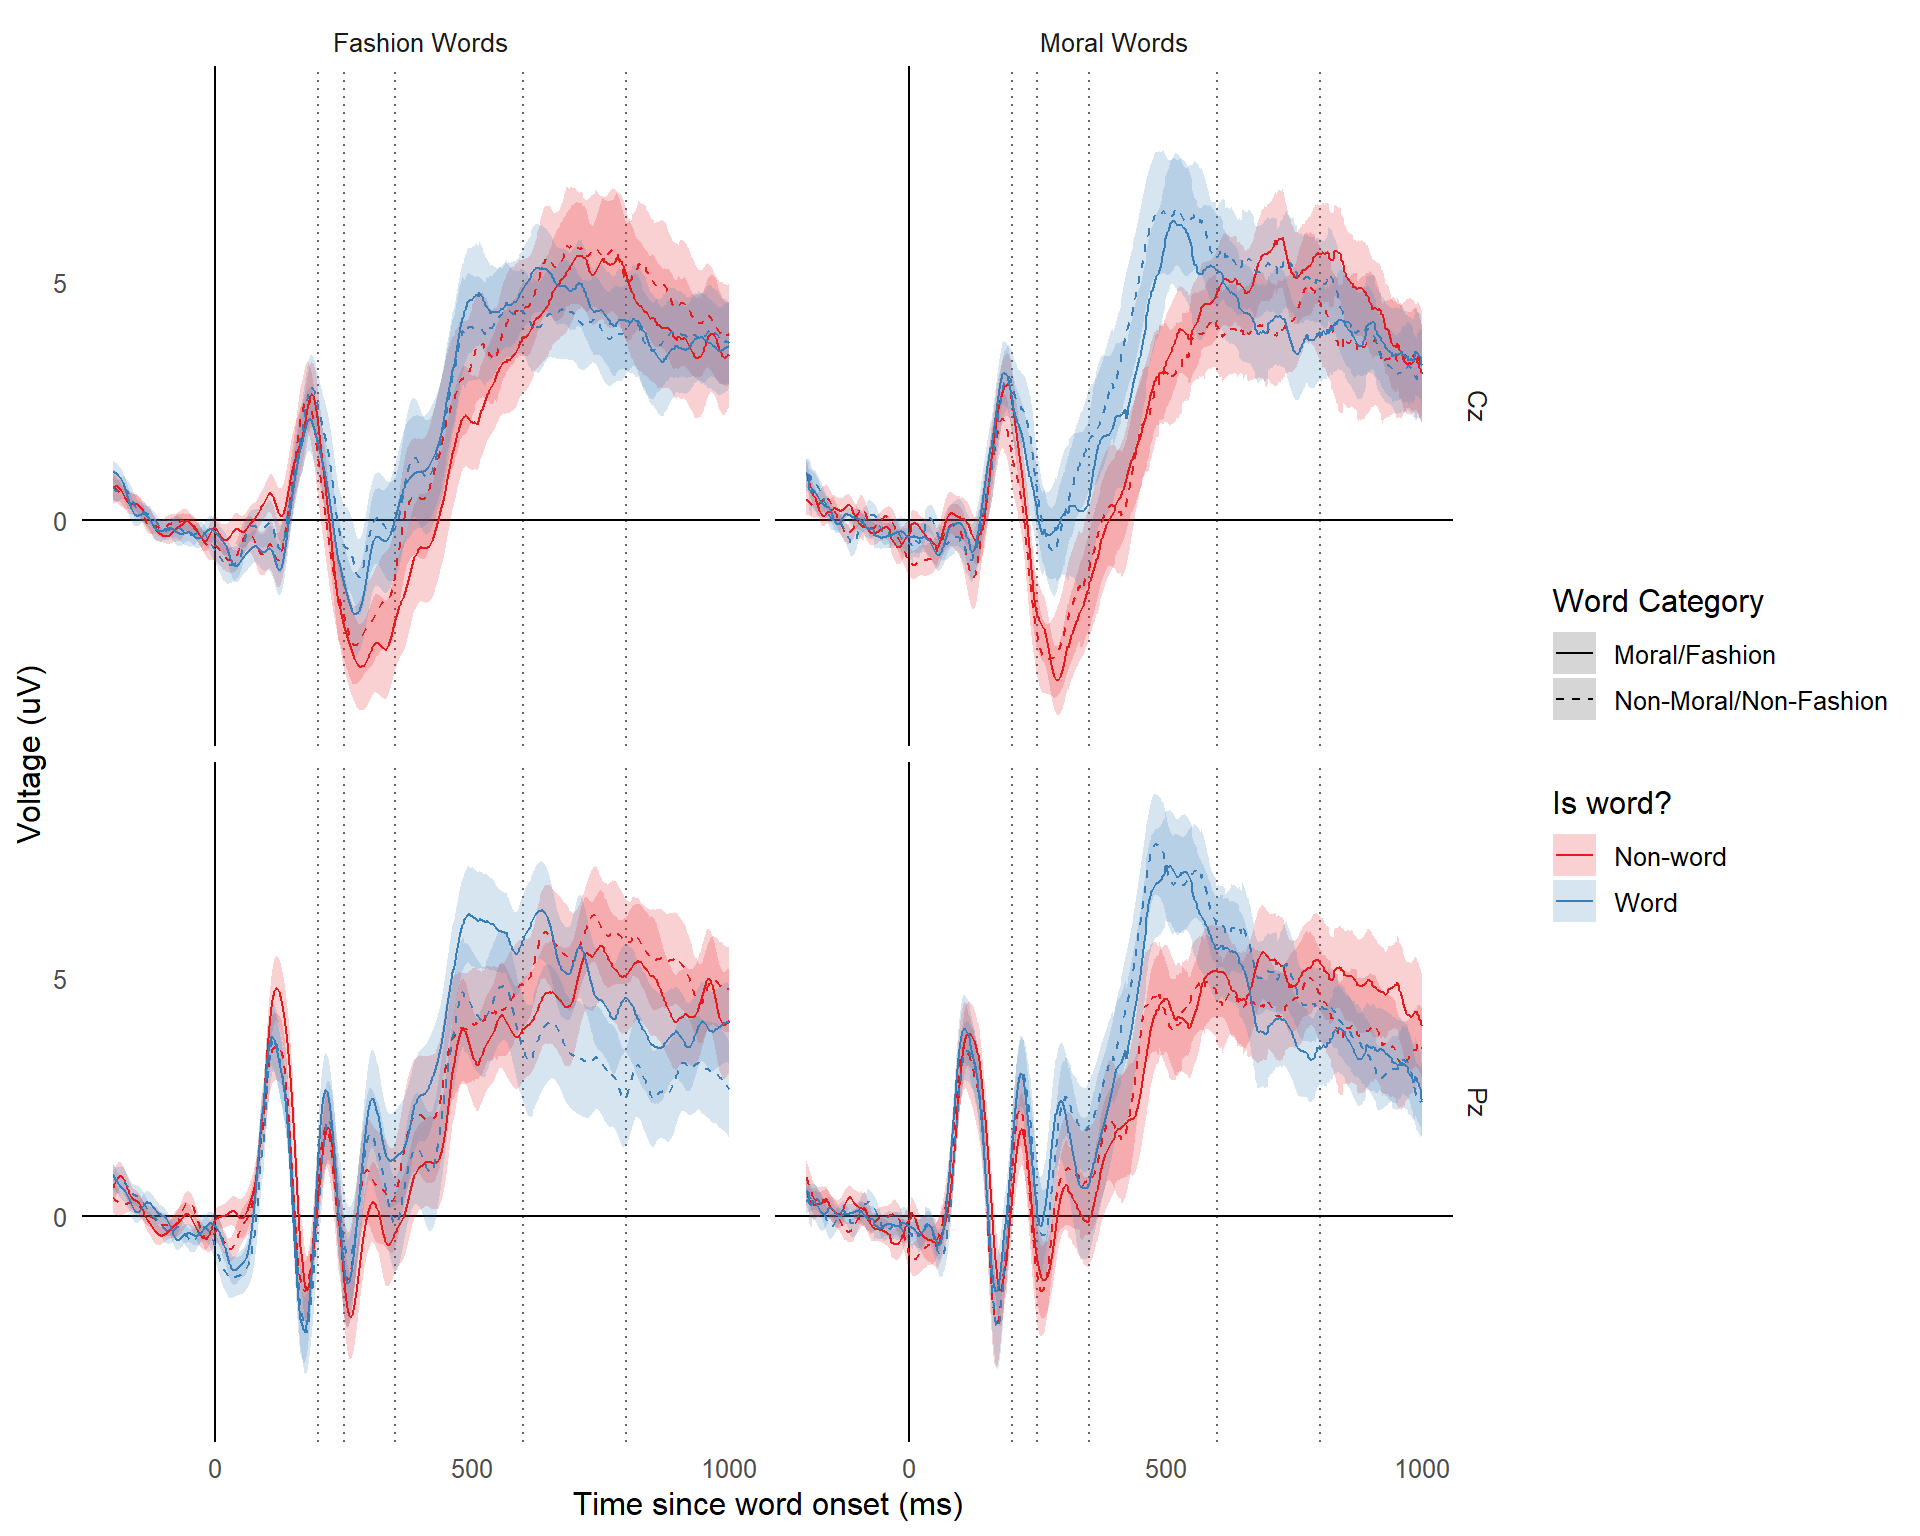 Fashion Words
Moral Words
5
0
Cz
5
0
Pz
Voltage (uV)
0
500
1000
0
500
1000
Time since word onset (ms)
Word Category
Moral/Fashion
Non-Moral/Non-Fashion
Is word?
Non-word
Word